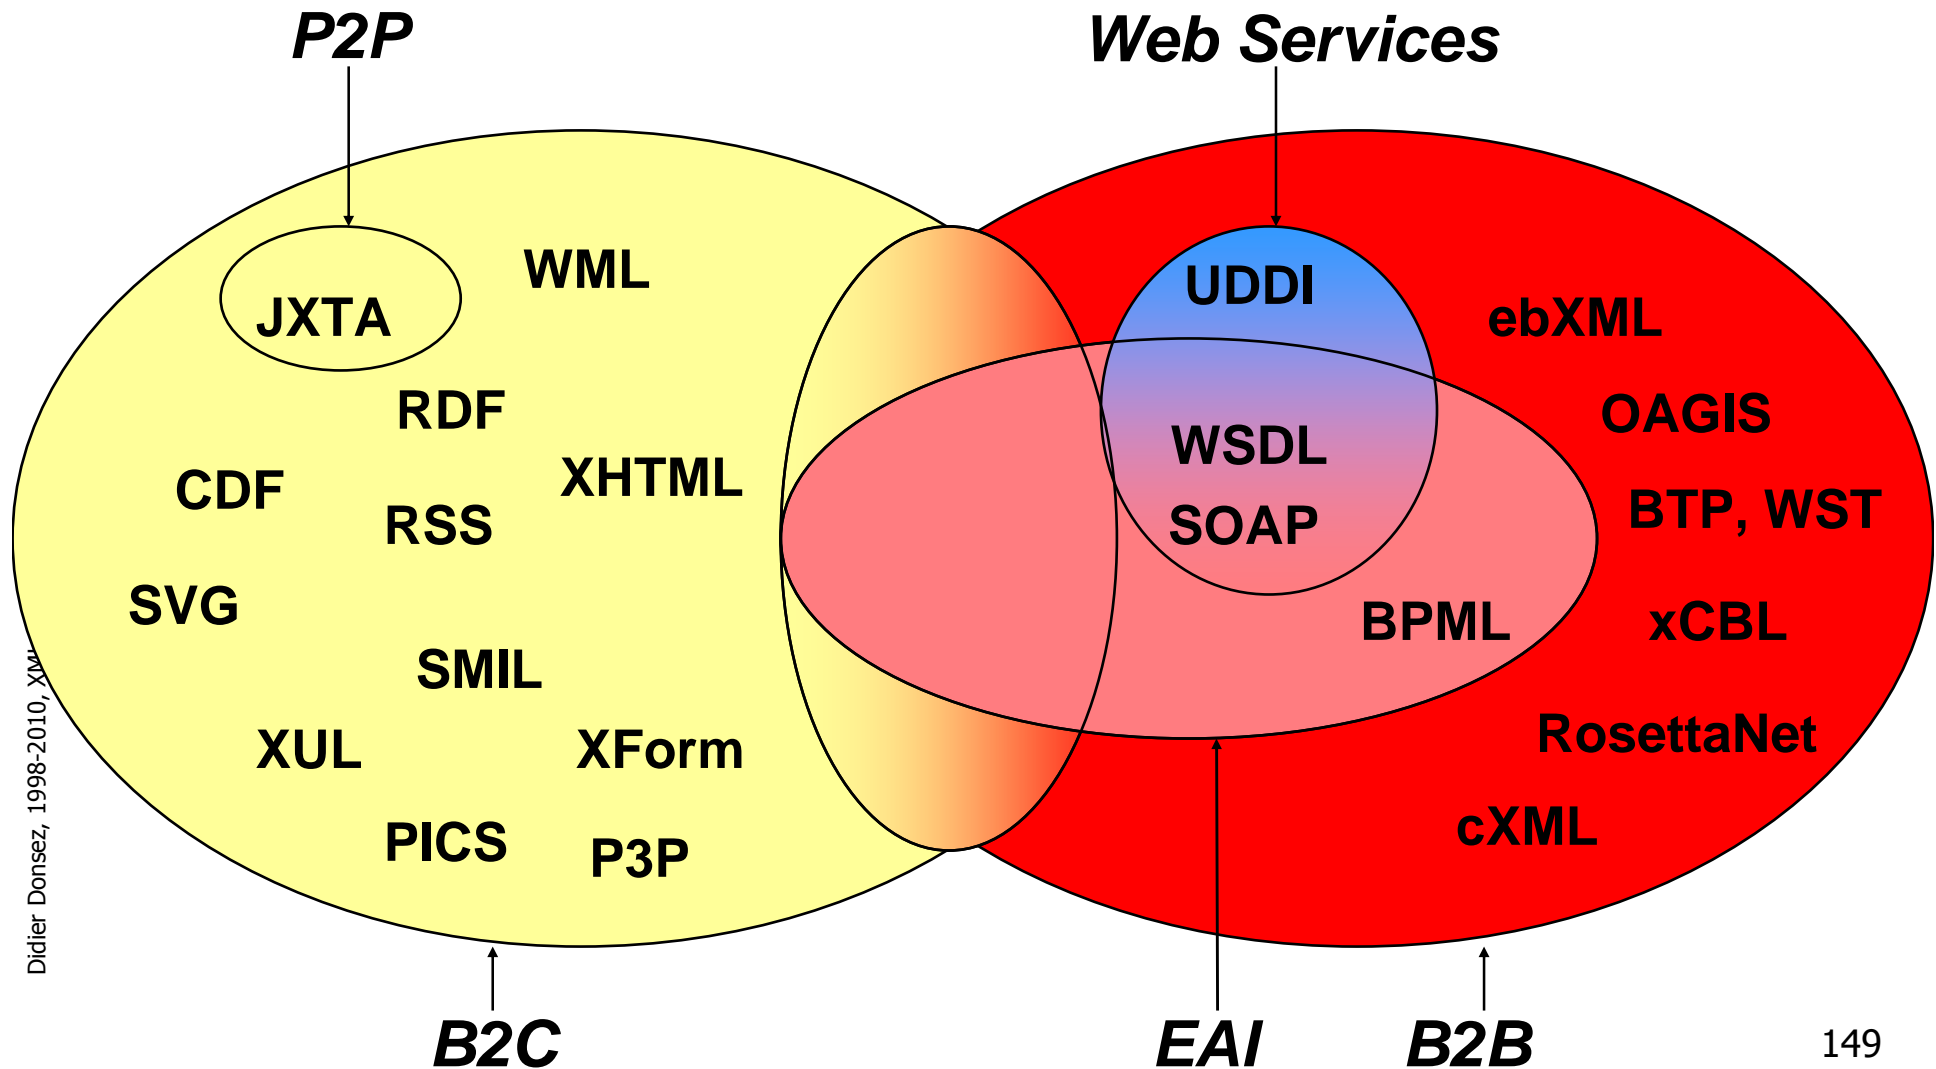 P2P
Web Services
WML
UDDI
JXTA
ebXML
RDF
OAGIS
WSDL
XHTML
CDF
BTP, WST
RSS
SOAP
SVG
BPML
xCBL
SMIL
RosettaNet
XUL
XForm
cXML
PICS
P3P
Didier Donsez, 1998-2010,
B2C
EAI
B2B
149